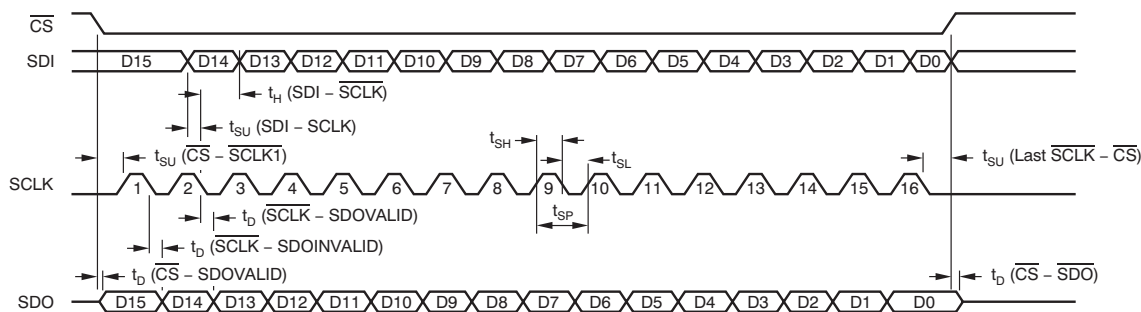 CS
SDI D15 D14 D13 D12 D11 D10 D9 D8 D7 D6 D5 D4 D3 D2 D1 D0
tH (SDI – SCLK)
tSU (SDI – SCLK)
tSU (CS – SCLK1)
tSH
tSL
tSU (Last SCLK – CS)
SCLK 1 2 3 4 5 6 7 8 9 10 11 12 13 14 15 16
tSP
tD (SCLK – SDOVALID)
tD (SCLK – SDOINVALID)
tD (CS – SDOVALID)
tD (CS – SDO)
SDO D15 D14 D13 D12 D11 D10 D9 D8 D7 D6 D5 D4 D3 D2 D1 D0